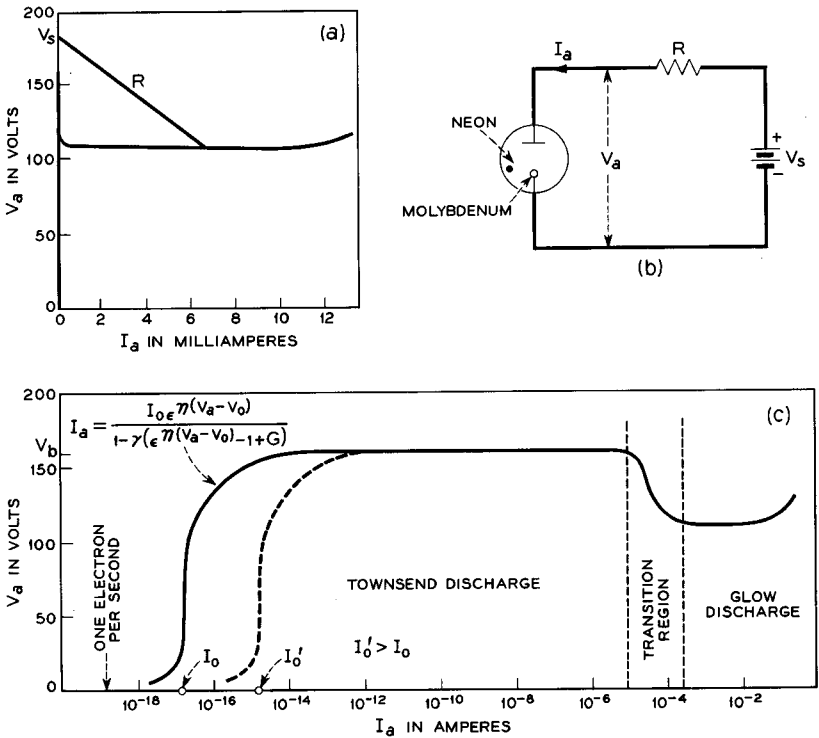 (a)
200
Vs
150
100
50
0
R
Va IN VOLTS
0 2 4 6 8 10 12
Ia IN MILLIAMPERES
Ia
R
NEON
Va
+
Vs
−
MOLYBDENUM
(b)
(c)
200
Vb
150
100
50
0
Va IN VOLTS
Ia = I0ϵ η(Va−V0) / 1−γ(ϵ η(Va−V0)−1+G)
ONE ELECTRON
PER SECOND
TOWNSEND DISCHARGE
TRANSITION
REGION
GLOW
DISCHARGE
I0
I0′
I0′ > I0
10−18 10−16 10−14 10−12 10−10 10−8 10−6 10−4 10−2
Ia IN AMPERES